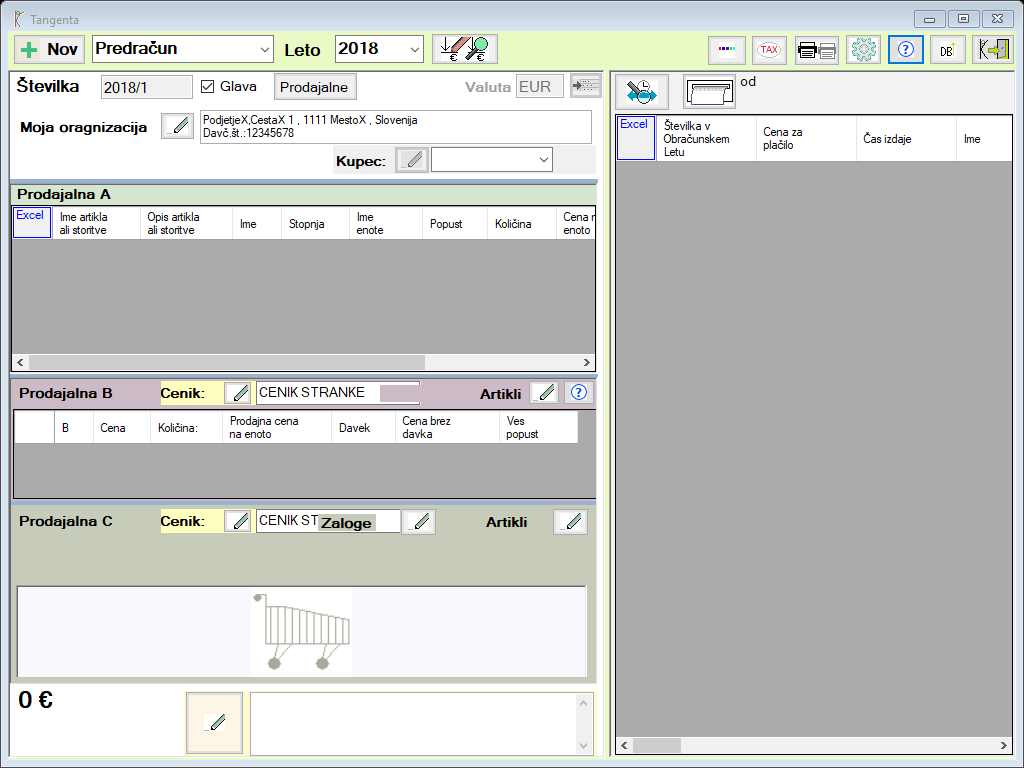 Tangenta
Nov
Predračun
Leto
2018
TAX
DB
Številka
2018/1
Glava
Prodajalne
Valuta
EUR
Moja oragnizacija
PodjetjeX,CestaX 1 , 1111 MestoX , Slovenija
Davč.št.:12345678
Kupec:
Prodajalna A
Excel
Ime artikla
ali storitve
Opis artikla
ali storitve
Ime
Stopnja
Ime
enote
Popust
Količina
Cena n
enoto
Prodajalna B
Cenik:
CENIK STRANKE
Artikli
B
Cena
Količina:
Prodajna cena
na enoto
Davek
Cena brez
davka
Ves
popust
Prodajalna C
Cenik:
CENIK ST
Zaloge
Artikli
0 €
od
Excel
Številka v
Obračunskem
Letu
Cena za
plačilo
Čas izdaje
Ime